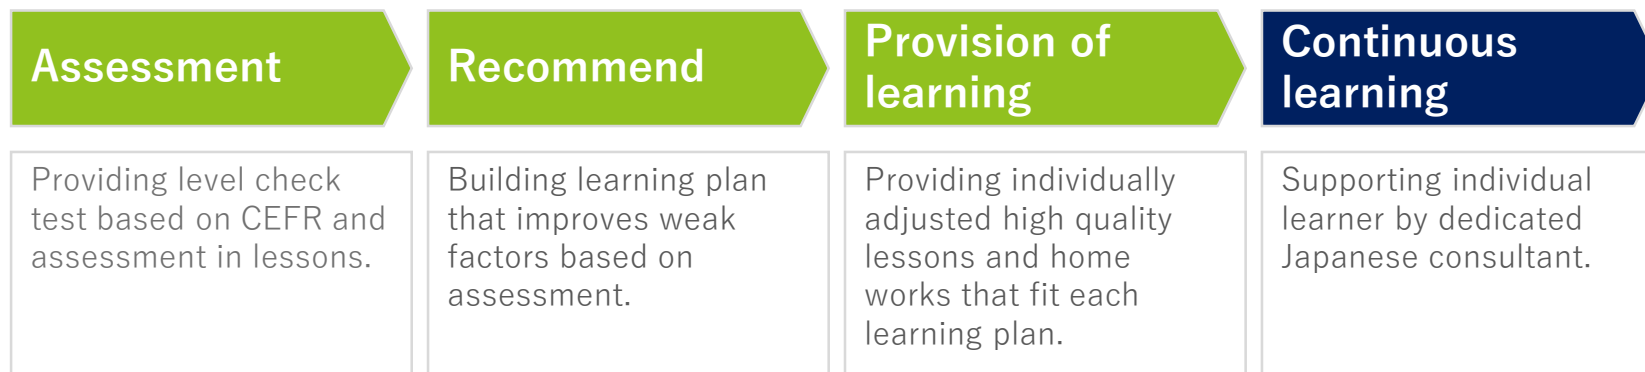 Assessment
Providing level check
test based on CEFR and
assessment in lessons.
Recommend
Building learning plan
that improves weak
factors based on
assessment.
Provision of
learning
Providing individually
adjusted high quality
lessons and home
works that fit each
learning plan.
Continuous
learning
Supporting individual
learner by dedicated
Japanese consultant.